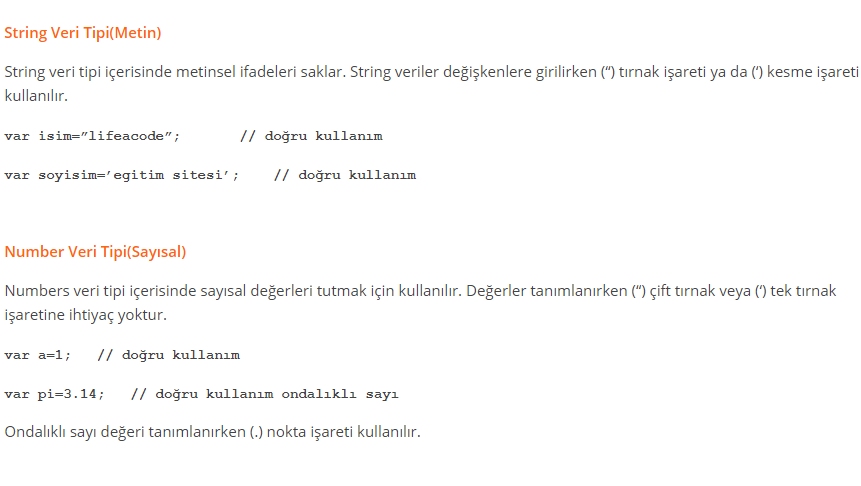 String Veri Tipi(Metin)
String veri tipi içerisinde metinsel ifadeleri saklar. String veriler değişkenlere girilirken (“) tırnak işareti ya da (‘) kesme işareti
kullanılır.
var isim=”lifeacode”;       // doğru kullanım
var soyisim=’egitim sitesi’;    // doğru kullanım
Number Veri Tipi(Sayısal)
Numbers veri tipi içerisinde sayısal değerleri tutmak için kullanılır. Değerler tanımlanırken (“) çift tırnak veya (‘) tek tırnak
işaretine ihtiyaç yoktur.
var a=1;   // doğru kullanım
var pi=3.14;   // doğru kullanım ondalıklı sayı
Ondalıklı sayı değeri tanımlanırken (.) nokta işareti kullanılır.